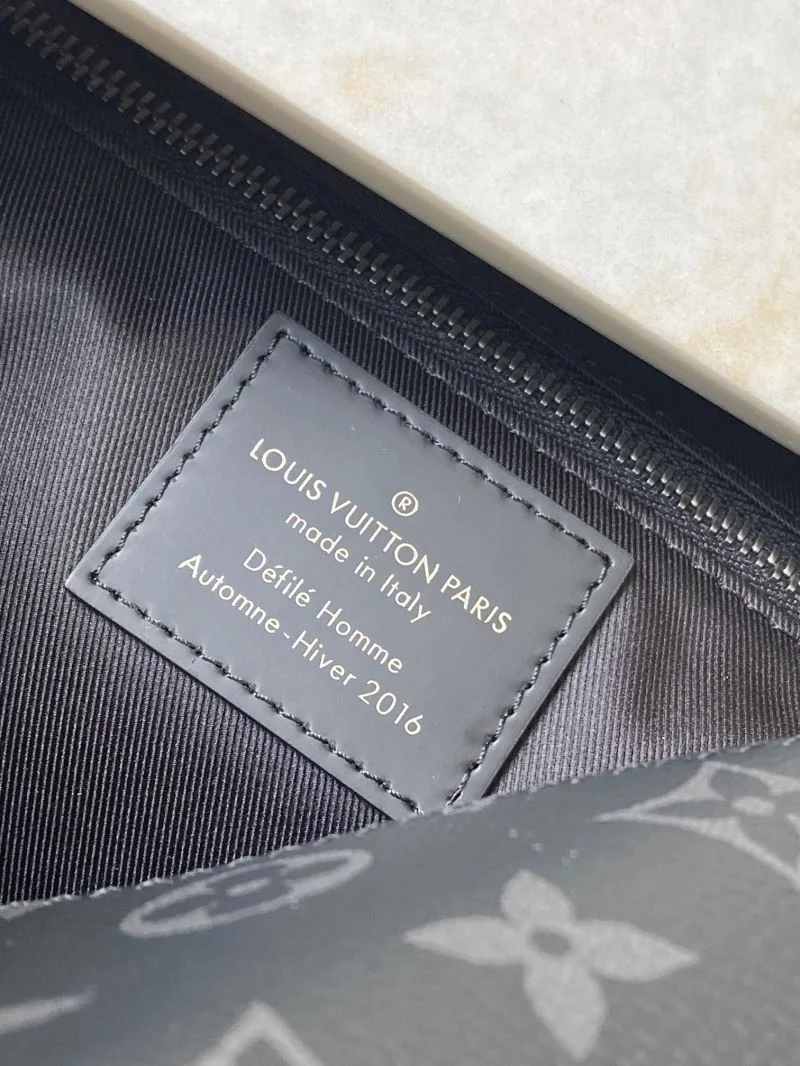 ®
LOUIS VUITTON PARIS
made in Italy
Défilé Homme
Automne-Hiver 2016